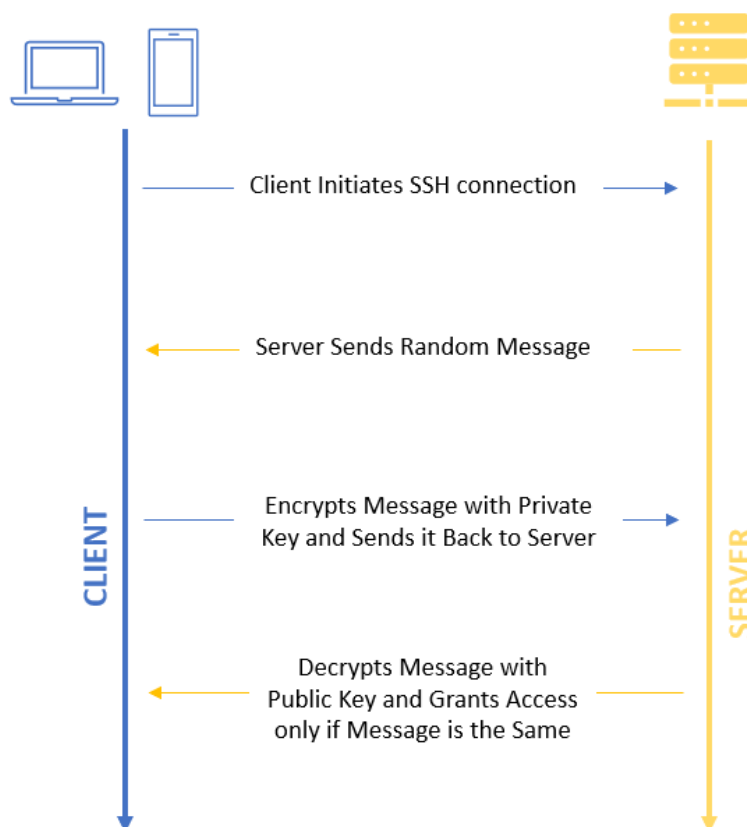 Client Initiates SSH connection
Server Sends Random Message
Encrypts Message with Private
Key and Sends it Back to Server
CLIENT
SERVER
Decrypts Message with
Public Key and Grants Access
only if Message is the Same